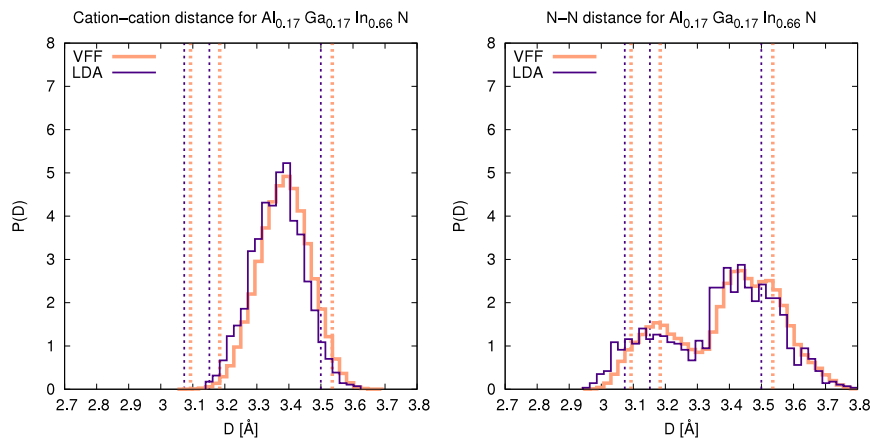 Cation−cation distance for Al0.17 Ga0.17 In0.66 N
8
7
6
5
4
3
2
1
0
P(D)
VFF
LDA
2.7 2.8 2.9 3 3.1 3.2 3.3 3.4 3.5 3.6 3.7 3.8
D [Å]
N−N distance for Al0.17 Ga0.17 In0.66 N
8
7
6
5
4
3
2
1
0
P(D)
VFF
LDA
2.7 2.8 2.9 3.0 3.1 3.2 3.3 3.4 3.5 3.6 3.7 3.8
D [Å]